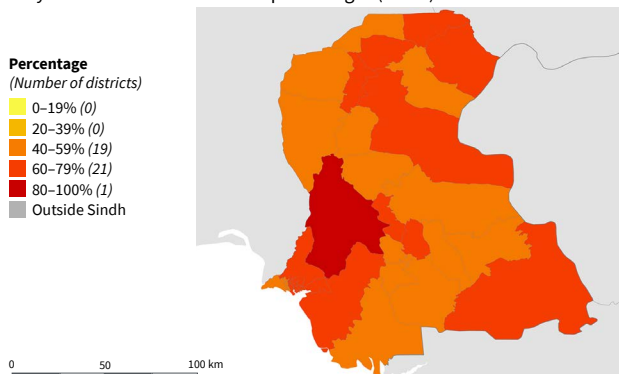 Percentage
(Number of districts)
0–19% (0)
20–39% (0)
40–59% (19)
60–79% (21)
80–100% (1)
Outside Sindh
0 50 100 km